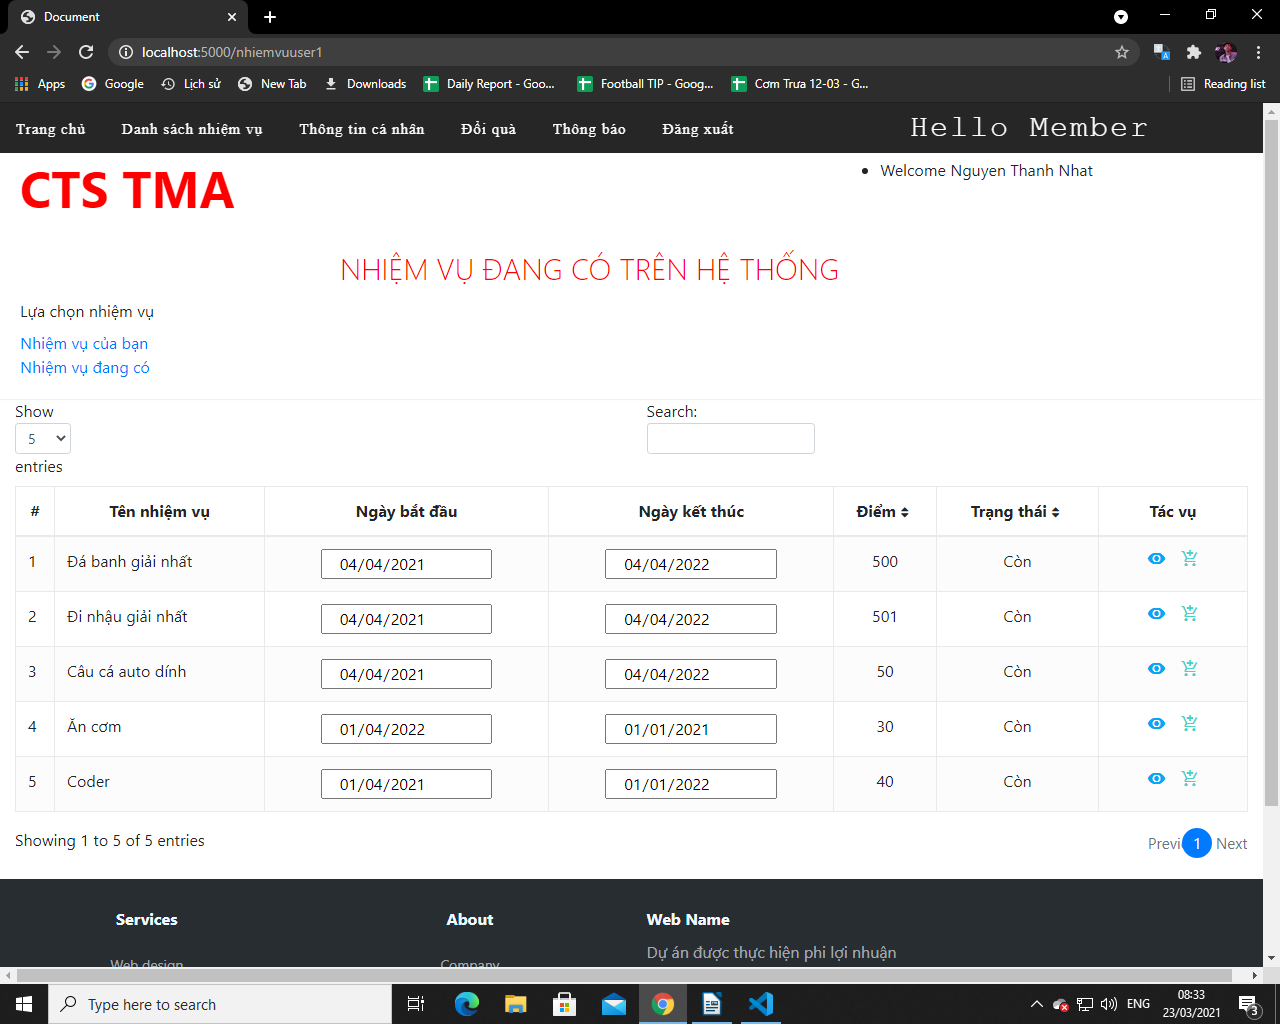 Document
localhost:5000/nhiemvuuser1
Apps Google Lịch sử New Tab Downloads Daily Report - Goo... Football TIP - Goog... Cơm Trưa 12-03 - G... Reading list
Trang chủ Danh sách nhiệm vụ Thông tin cá nhân Đổi quà Thông báo Đăng xuất Hello Member
CTS TMA
Welcome Nguyen Thanh Nhat
NHIỆM VỤ ĐANG CÓ TRÊN HỆ THỐNG
Lựa chọn nhiệm vụ
Nhiệm vụ của bạn
Nhiệm vụ đang có
Show
5
entries
Search:
# Tên nhiệm vụ Ngày bắt đầu Ngày kết thúc Điểm Trạng thái Tác vụ
1 Đá banh giải nhất 04/04/2021 04/04/2022 500 Còn
2 Đi nhậu giải nhất 04/04/2021 04/04/2022 501 Còn
3 Câu cá auto dính 04/04/2021 04/04/2022 50 Còn
4 Ăn cơm 01/04/2022 01/01/2021 30 Còn
5 Coder 01/04/2021 01/01/2022 40 Còn
Showing 1 to 5 of 5 entries
Previ 1 Next
Services About Web Name
Dự án được thực hiện phi lợi nhuận
Web design Company
Type here to search
ENG
08:33
23/03/2021
3